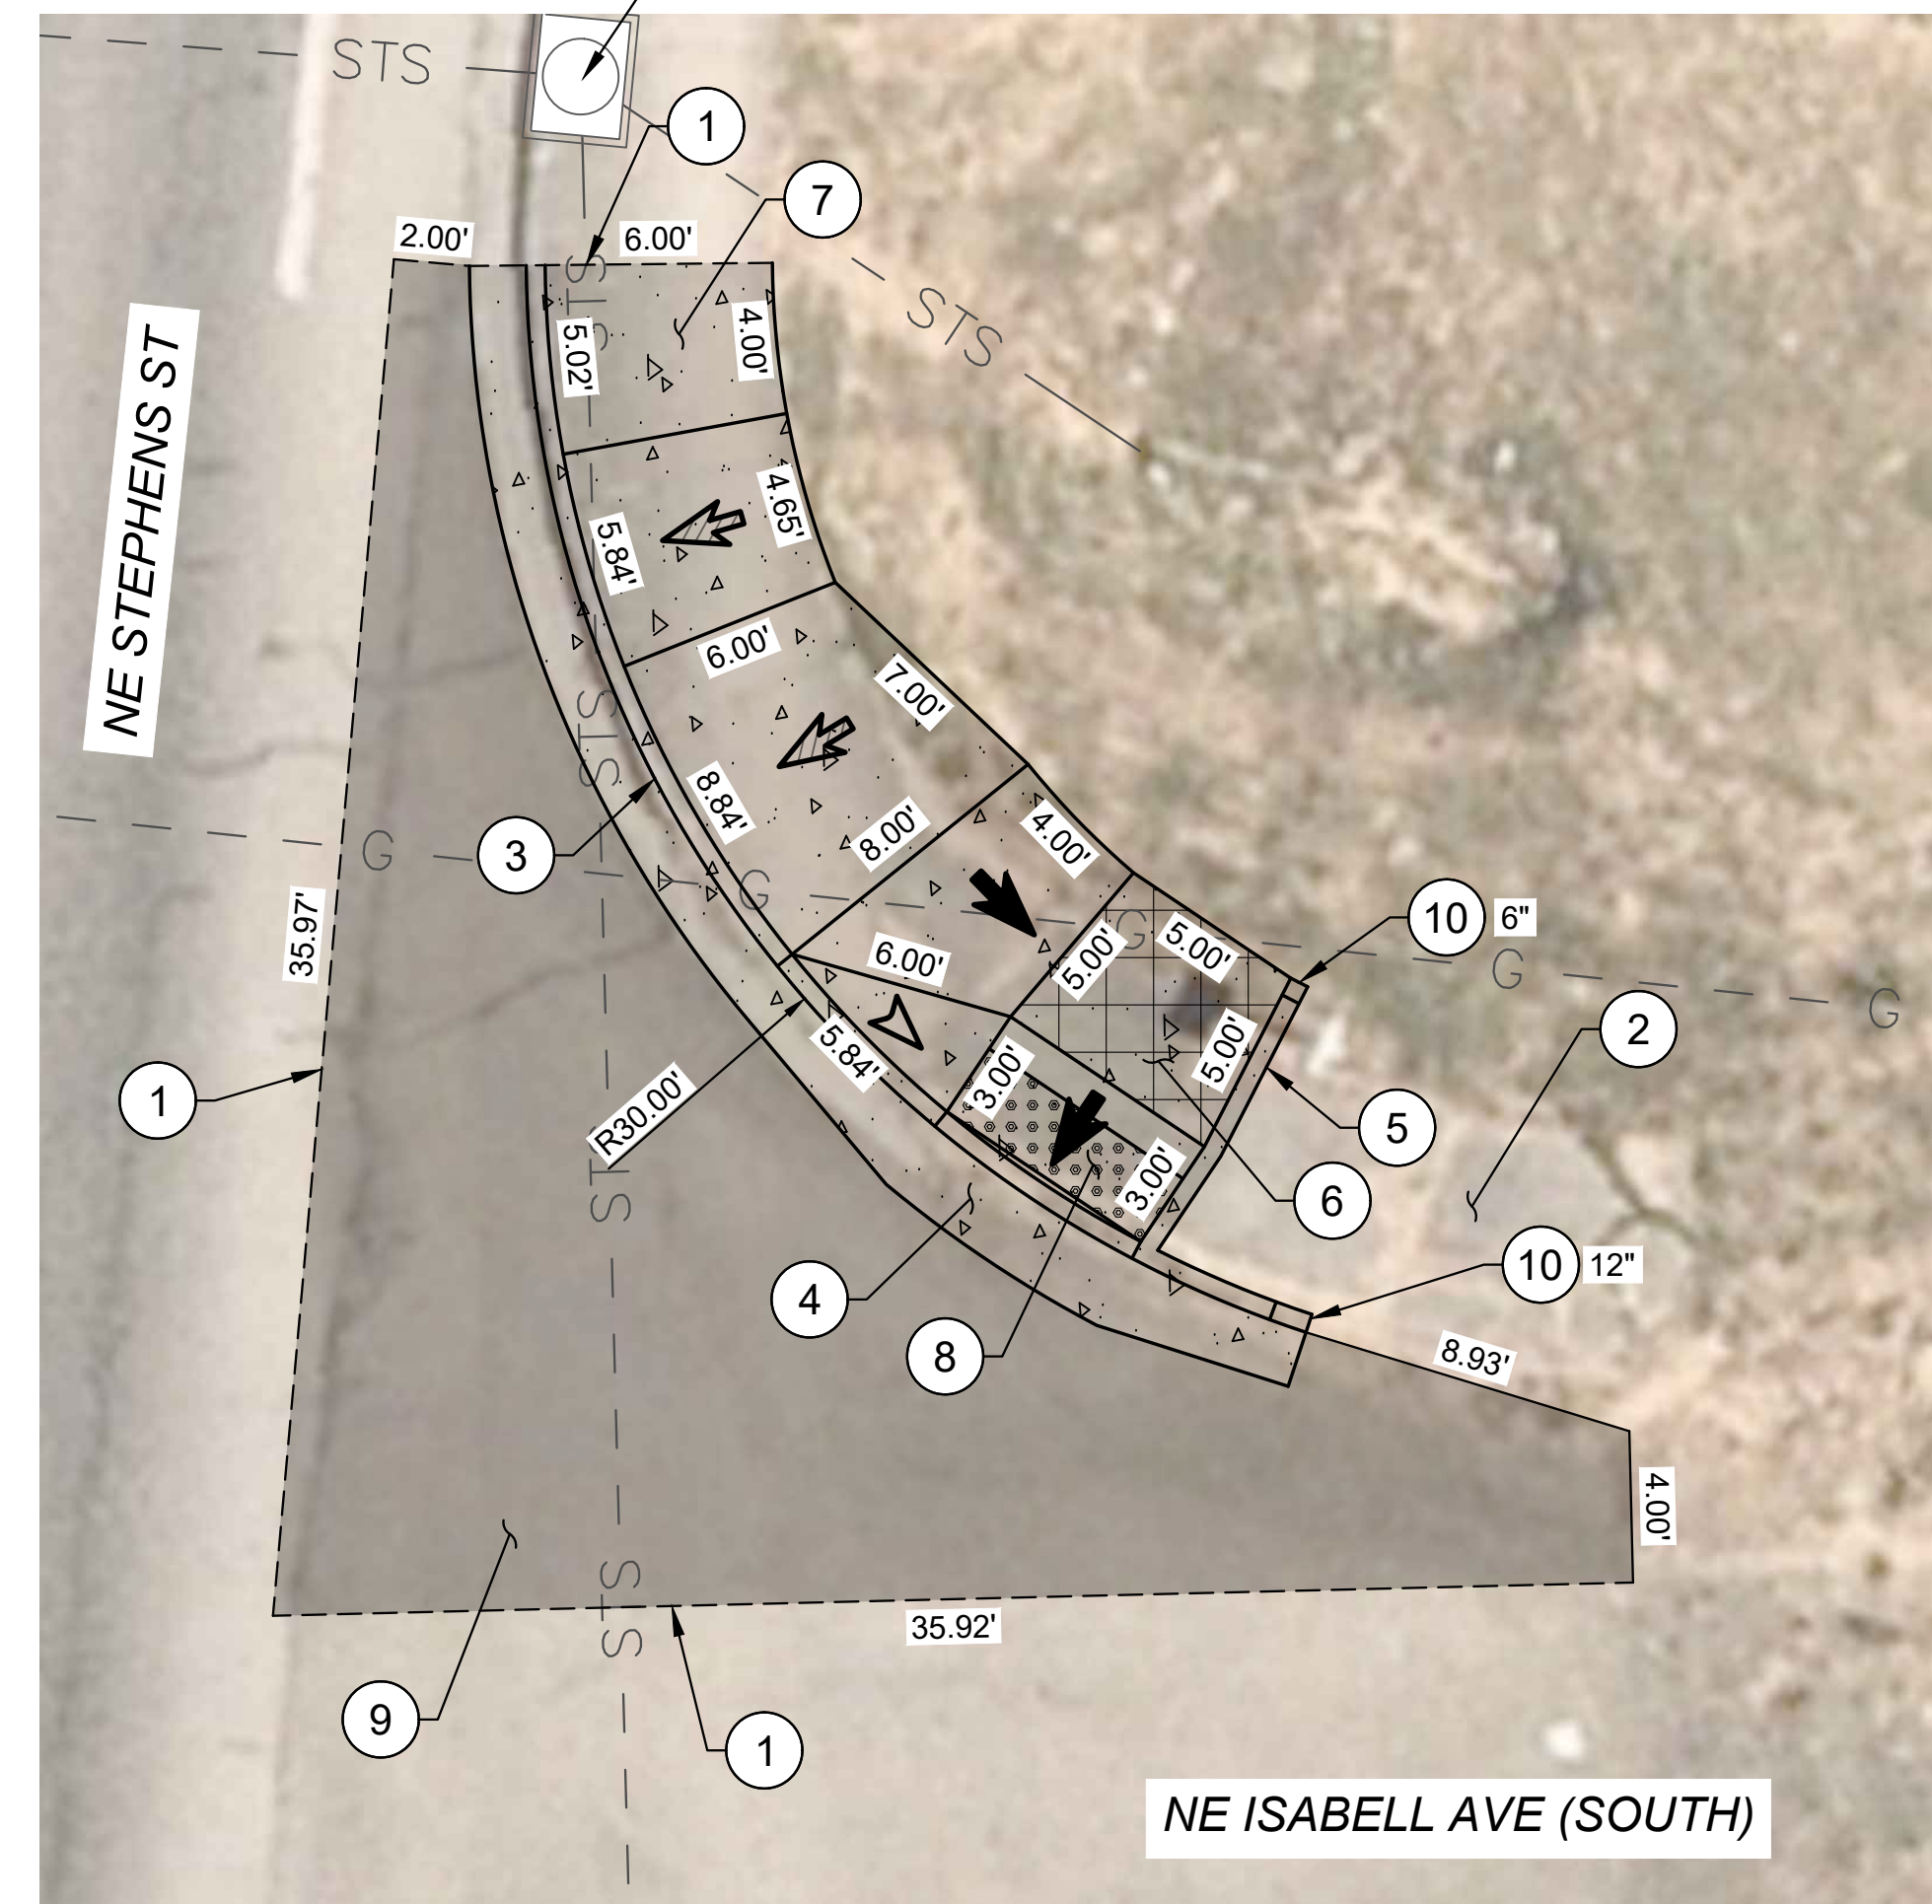 STS
1
7
2.00'
6.00'
STS
STS
5.02'
4.00'
NE STEPHENS ST
4.65'
5.84'
6.00'
7.00'
STS
8.84'
8.00'
4.00'
G
3
G
G
10 6"
35.97'
6.00'
5.00'
5.00'
G
G
2
5.84'
5.00'
3.00'
1
R30.00'
5
STS
3.00'
6
4
10 12"
8
8.93'
4.00'
STS
35.92'
9
1
NE ISABELL AVE (SOUTH)